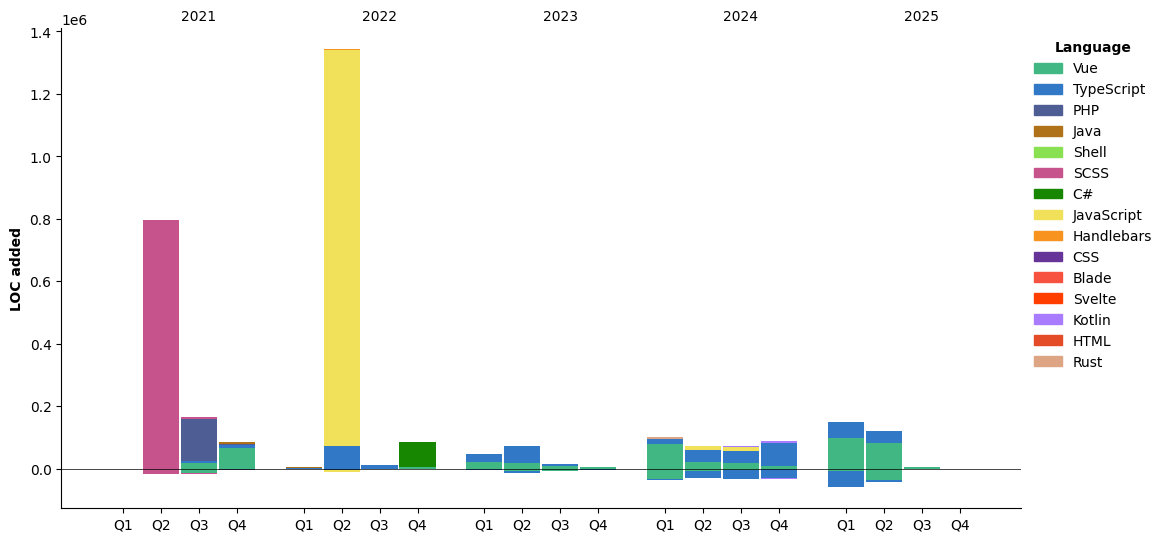 1e6
2021 2022 2023 2024 2025
1.4
1.2
1.0
0.8
0.6
0.4
0.2
0.0
LOC added
Q1 Q2 Q3 Q4 Q1 Q2 Q3 Q4 Q1 Q2 Q3 Q4 Q1 Q2 Q3 Q4 Q1 Q2 Q3 Q4
Language
Vue
TypeScript
PHP
Java
Shell
SCSS
C#
JavaScript
Handlebars
CSS
Blade
Svelte
Kotlin
HTML
Rust